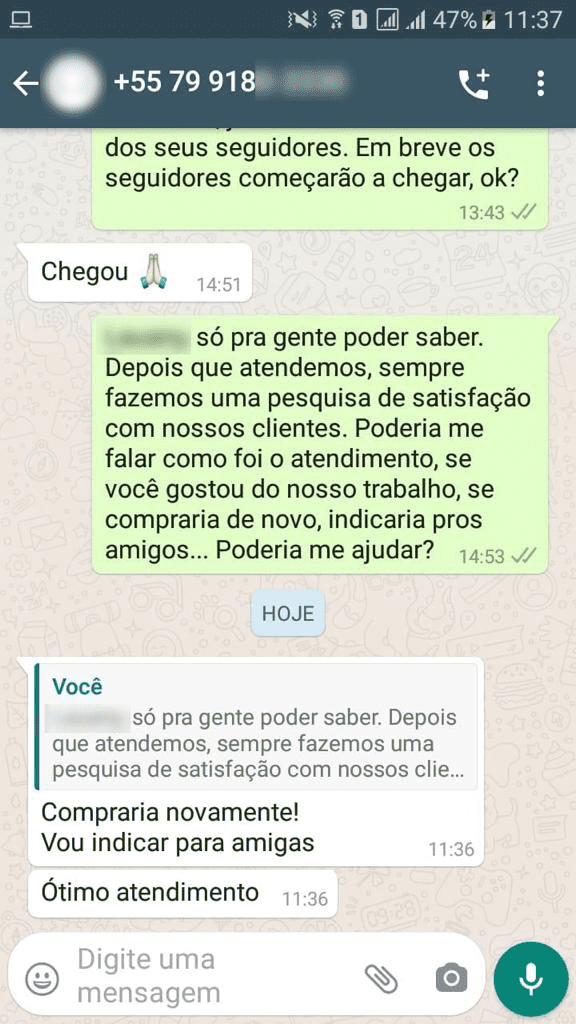 47% 11:37
+55 79 918
dos seus seguidores. Em breve os
seguidores começarão a chegar, ok?
13:43
Chegou 🙏
14:51
só pra gente poder saber.
Depois que atendemos, sempre
fazemos uma pesquisa de satisfação
com nossos clientes. Poderia me
falar como foi o atendimento, se
você gostou do nosso trabalho, se
compraria de novo, indicaria pros
amigos... Poderia me ajudar?
14:53
HOJE
Você
só pra gente poder saber. Depois
que atendemos, sempre fazemos uma
pesquisa de satisfação com nossos clie...
Compraria novamente!
Vou indicar para amigas
11:36
Ótimo atendimento
11:36
Digite uma
mensagem